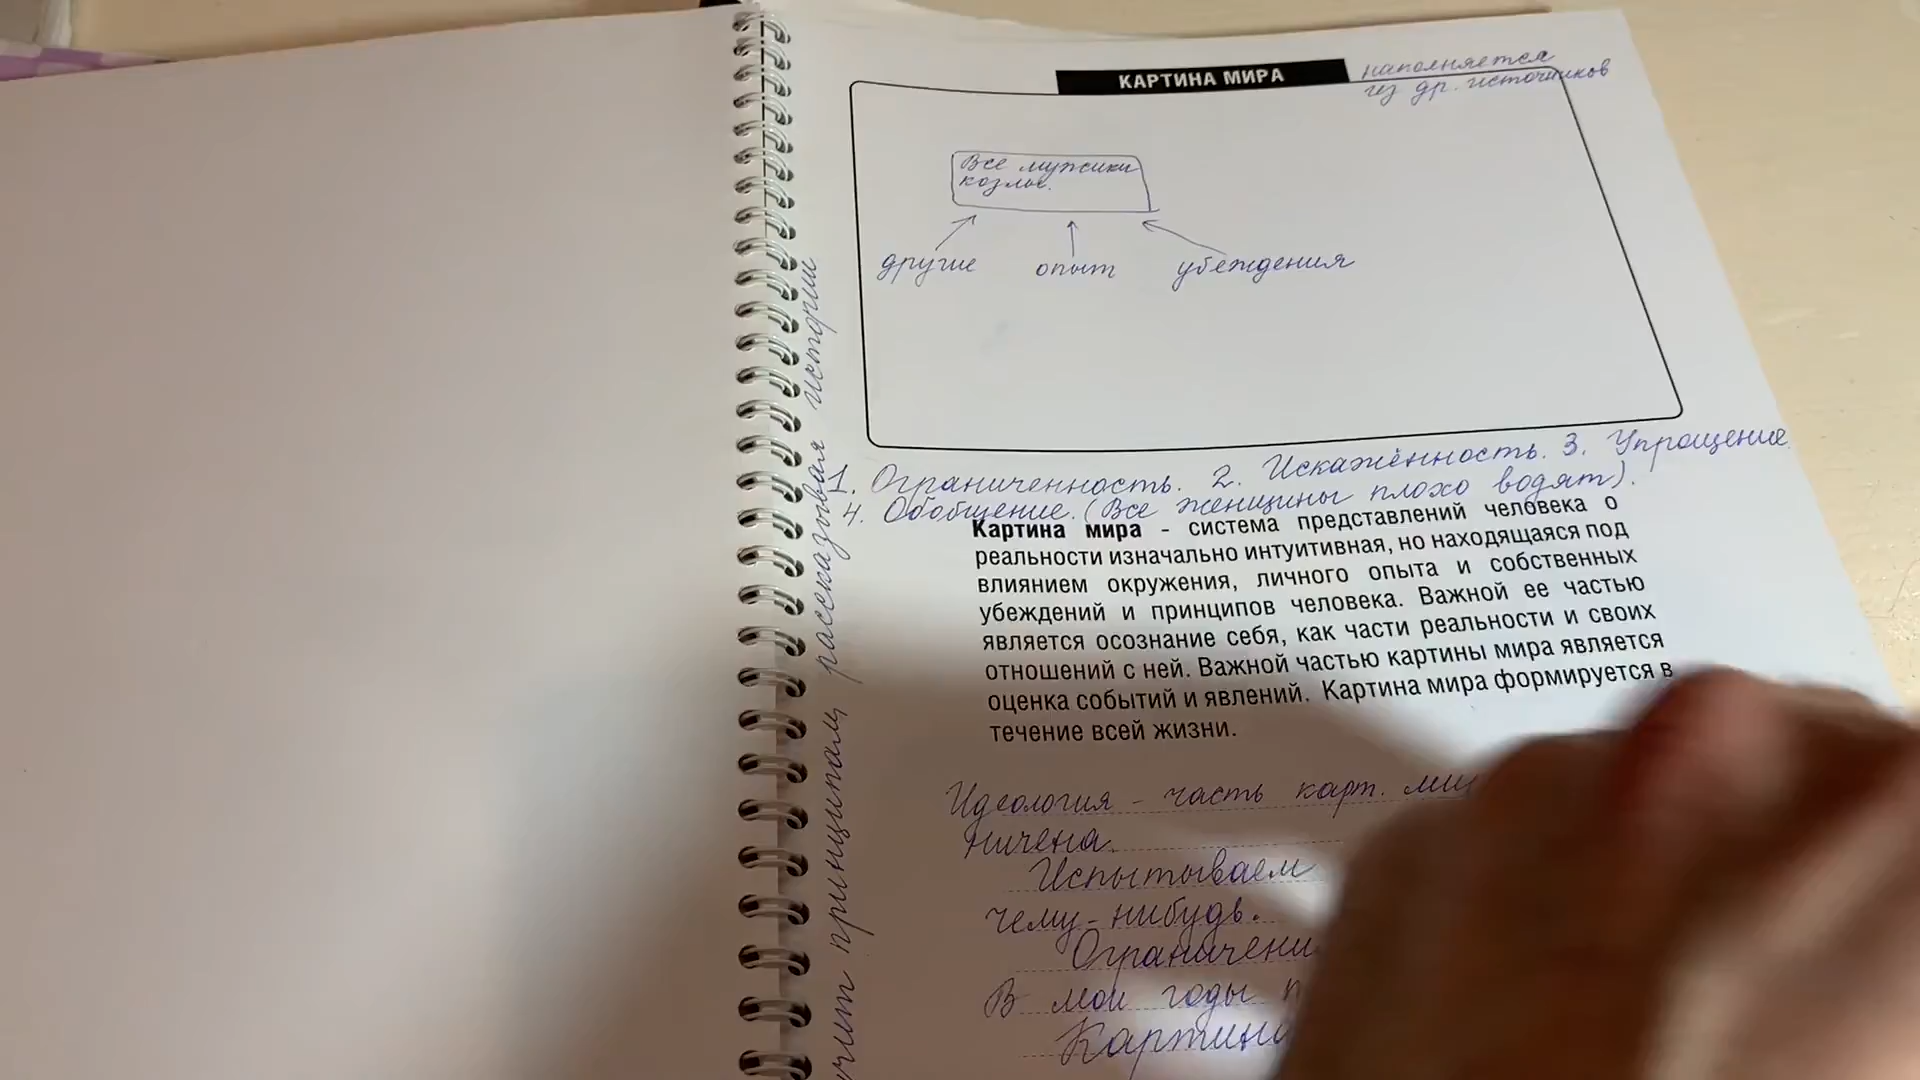 КАРТИНА МИРА
наполняется
из др. источников
Все мужики
козлы.
другие опыт убеждения
1. Ограниченность. 2. Искажённость. 3. Упрощение
4. Обобщение. (Все женщины плохо водят).
Картина мира - система представлений человека о
реальности изначально интуитивная, но находящаяся под
влиянием окружения, личного опыта и собственных
убеждений и принципов человека. Важной ее частью
является осознание себя, как части реальности и своих
отношений с ней. Важной частью картины мира является
оценка событий и явлений. Картина мира формируется в
течение всей жизни.
Идеология - часть карт.
ничена.
Испытываем
чему-нибудь.
В мои годы
принципам рассказывая истории